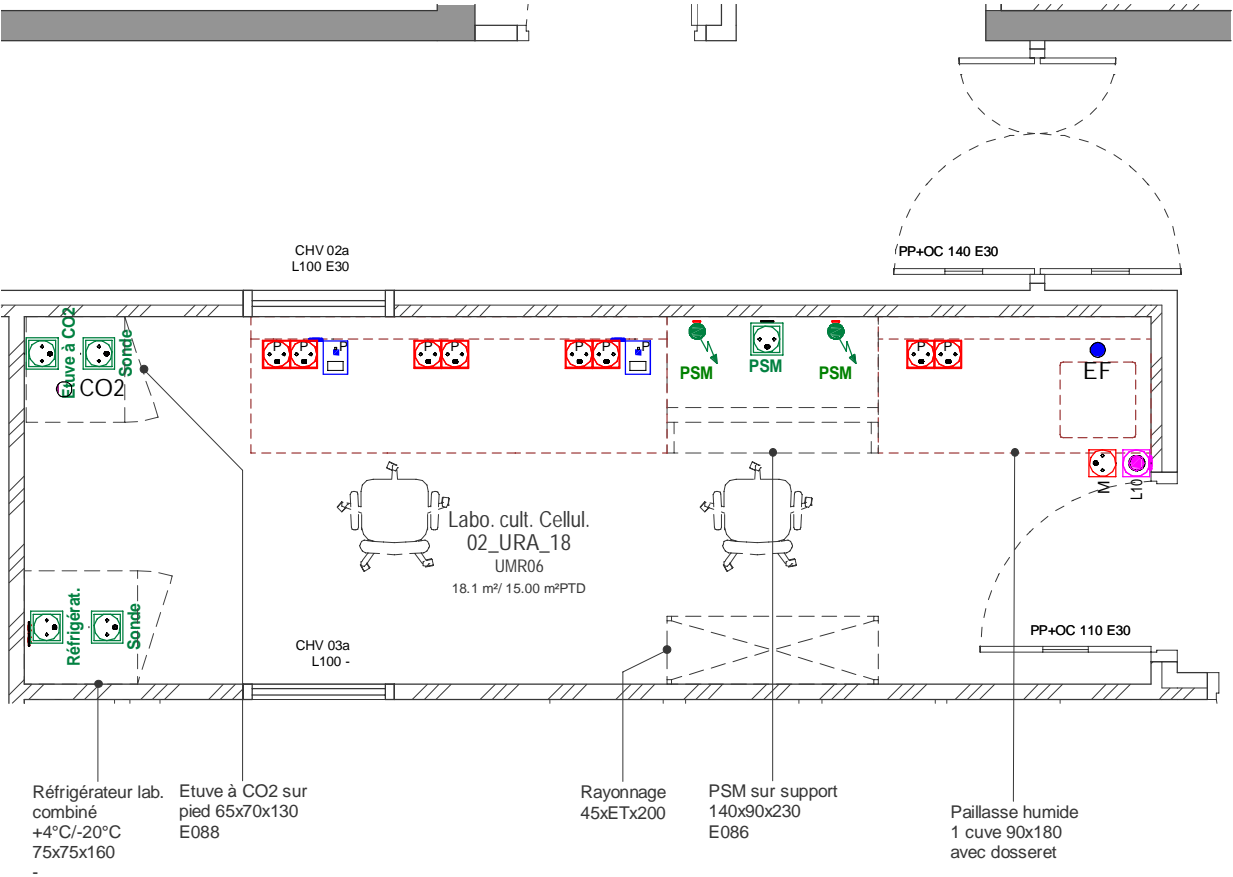 CHV 02a
L100 E30
PP+OC 140 E30
Etuve à CO2
Sonde
CO2
P
P
P
P
P
P
P
P
PSM
PSM
PSM
P
P
EF
M
L10
Labo. cult. Cellul.
02_URA_18
UMR06
18.1 m²/ 15.00 m²PTD
Réfrigérat.
Sonde
CHV 03a
L100 -
PP+OC 110 E30
Réfrigérateur lab.
combiné
+4°C/-20°C
75x75x160
-
Etuve à CO2 sur
pied 65x70x130
E088
Rayonnage
45xETx200
PSM sur support
140x90x230
E086
Paillasse humide
1 cuve 90x180
avec dosseret